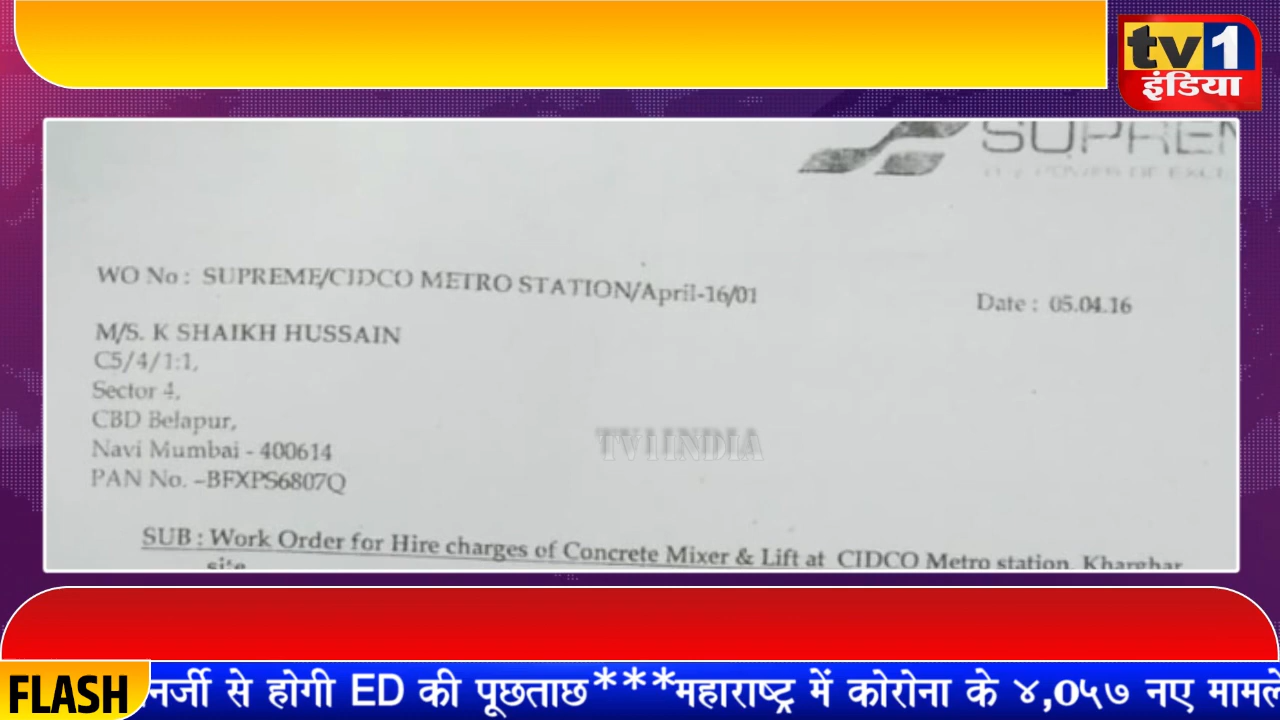 tv1
इंडिया
SUPREM
WO No : SUPREME/CIDCO METRO STATION/April-16/01
Date : 05.04.16
M/S. K SHAIKH HUSSAIN
C5/4/1:1,
Sector 4,
CBD Belapur,
Navi Mumbai - 400614
PAN No. -BFXPS6807Q
TV1INDIA
SUB : Work Order for Hire charges of Concrete Mixer & Lift at CIDCO Metro station, Kharghar
site
FLASH
नर्जी से होगी ED की पूछताछ***महाराष्ट्र में कोरोना के ४,0५७ नए मामले